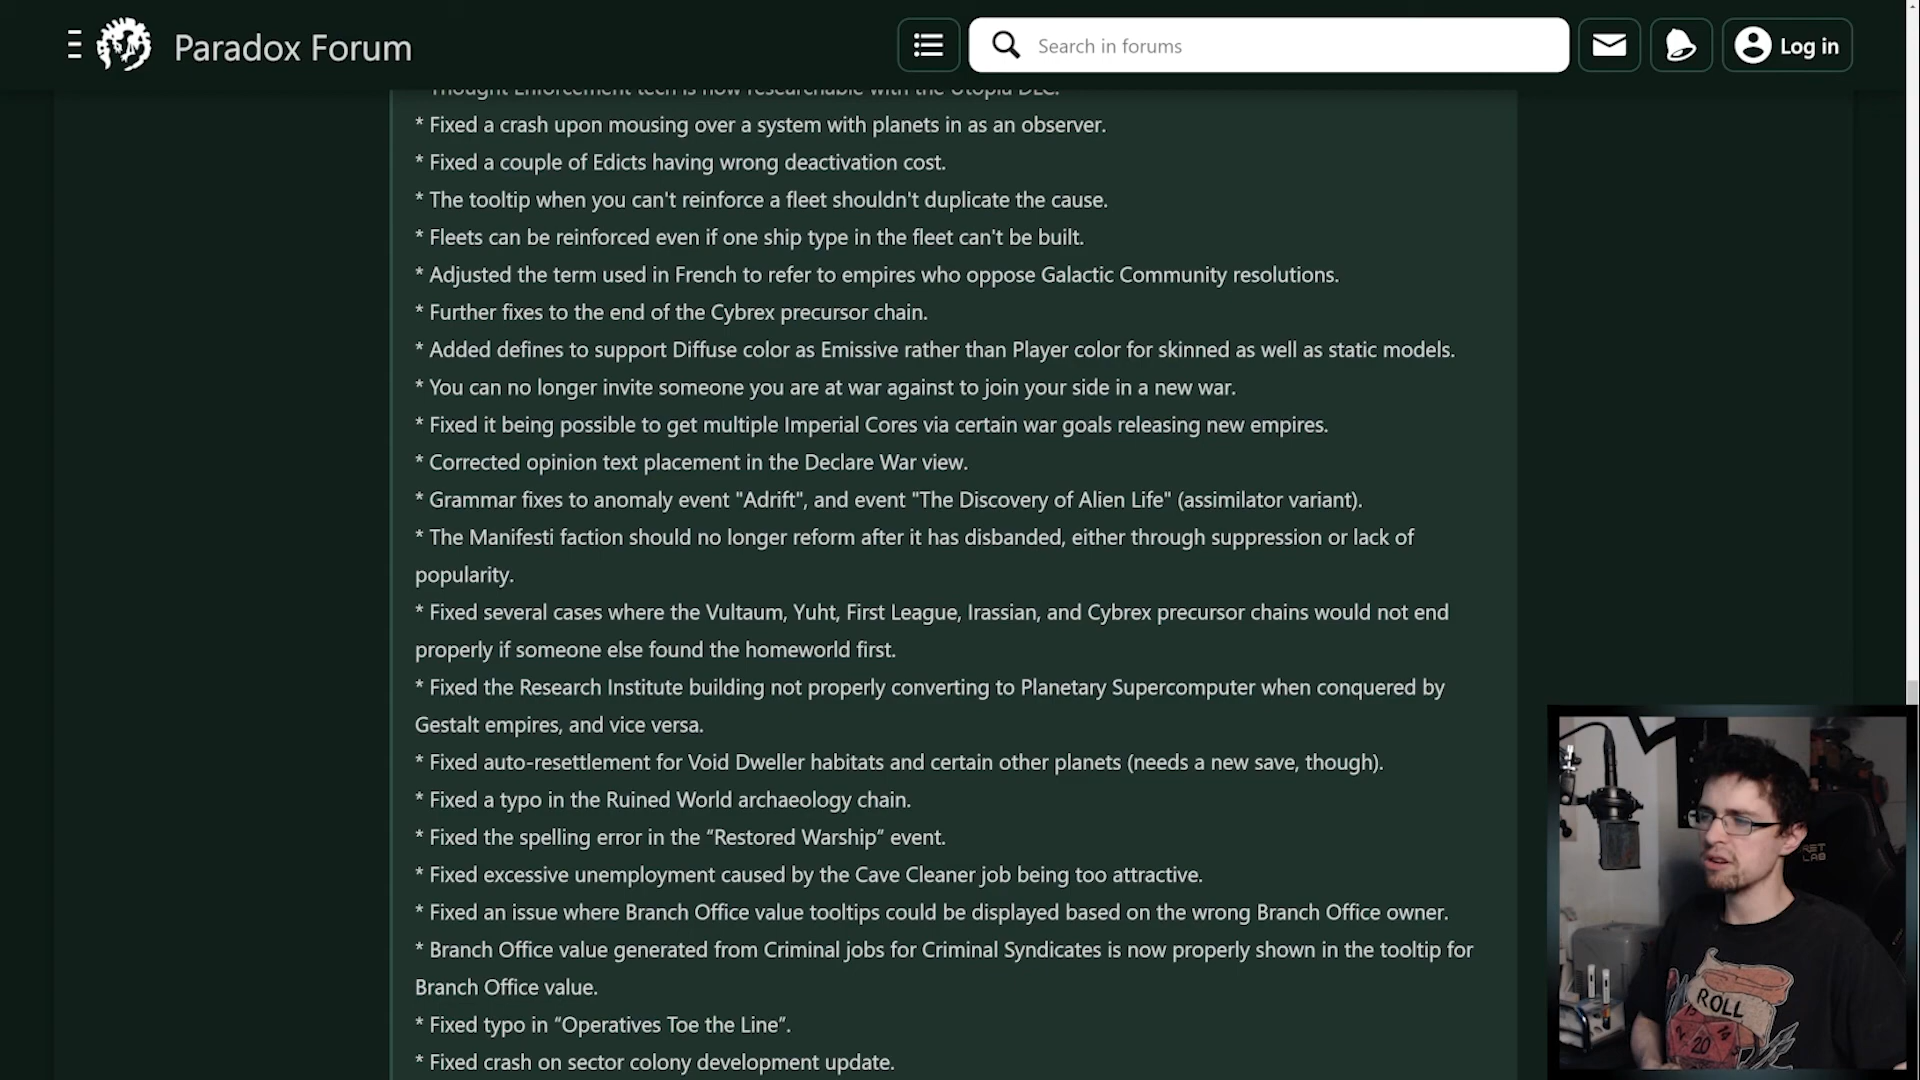 Paradox Forum
Search in forums
Log in
Thought Enforcement tech is now researchable with the Utopia DLC.
* Fixed a crash upon mousing over a system with planets in as an observer.
* Fixed a couple of Edicts having wrong deactivation cost.
* The tooltip when you can't reinforce a fleet shouldn't duplicate the cause.
* Fleets can be reinforced even if one ship type in the fleet can't be built.
* Adjusted the term used in French to refer to empires who oppose Galactic Community resolutions.
* Further fixes to the end of the Cybrex precursor chain.
* Added defines to support Diffuse color as Emissive rather than Player color for skinned as well as static models.
* You can no longer invite someone you are at war against to join your side in a new war.
* Fixed it being possible to get multiple Imperial Cores via certain war goals releasing new empires.
* Corrected opinion text placement in the Declare War view.
* Grammar fixes to anomaly event "Adrift", and event "The Discovery of Alien Life" (assimilator variant).
* The Manifesti faction should no longer reform after it has disbanded, either through suppression or lack of
popularity.
* Fixed several cases where the Vultaum, Yuht, First League, Irassian, and Cybrex precursor chains would not end
properly if someone else found the homeworld first.
* Fixed the Research Institute building not properly converting to Planetary Supercomputer when conquered by
Gestalt empires, and vice versa.
* Fixed auto-resettlement for Void Dweller habitats and certain other planets (needs a new save, though).
* Fixed a typo in the Ruined World archaeology chain.
* Fixed the spelling error in the “Restored Warship” event.
* Fixed excessive unemployment caused by the Cave Cleaner job being too attractive.
* Fixed an issue where Branch Office value tooltips could be displayed based on the wrong Branch Office owner.
* Branch Office value generated from Criminal jobs for Criminal Syndicates is now properly shown in the tooltip for
Branch Office value.
* Fixed typo in “Operatives Toe the Line”.
* Fixed crash on sector colony development update.
LAB
ROLL
20